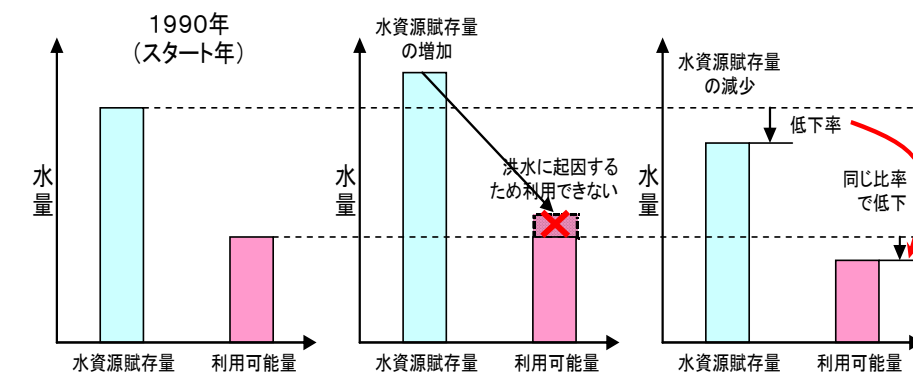 1990年
(スタート年)
水量
水資源賦存量
利用可能量
水資源賦存量
の増加
水量
洪水に起因する
ため利用できない
水資源賦存量
利用可能量
水資源賦存量
の減少
水量
低下率
同じ比率
で低下
水資源賦存量
利用可能量